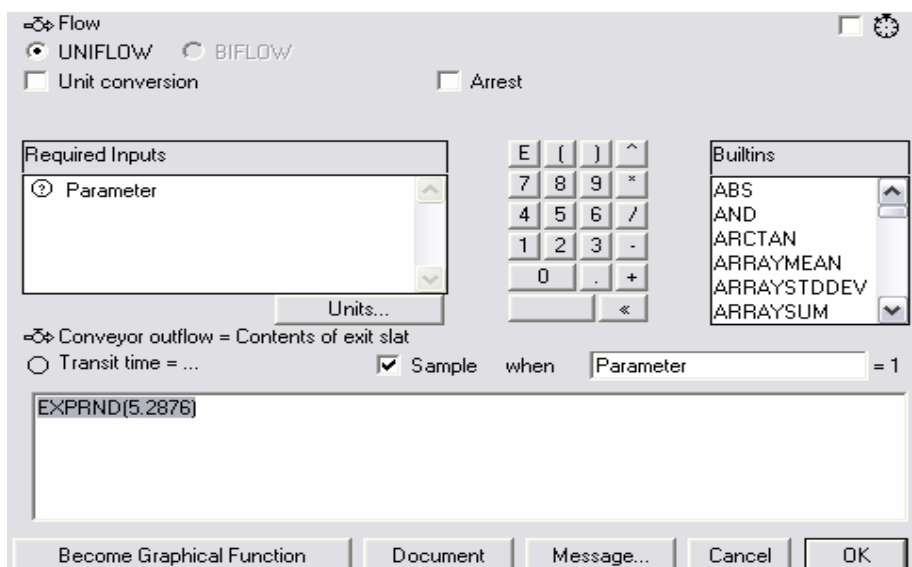 Flow
UNIFLOW BIFLOW
Unit conversion Arrest
Required Inputs
Parameter
Units...
E ( ) ^
7 8 9 *
4 5 6 /
1 2 3 -
0 . +
«
Builtins
ABS
AND
ARCTAN
ARRAYMEAN
ARRAYSTDDEV
ARRAYSUM
Conveyor outflow = Contents of exit slat
Transit time = ... Sample when Parameter = 1
EXPRND(5.2876)
Become Graphical Function Document Message... Cancel OK